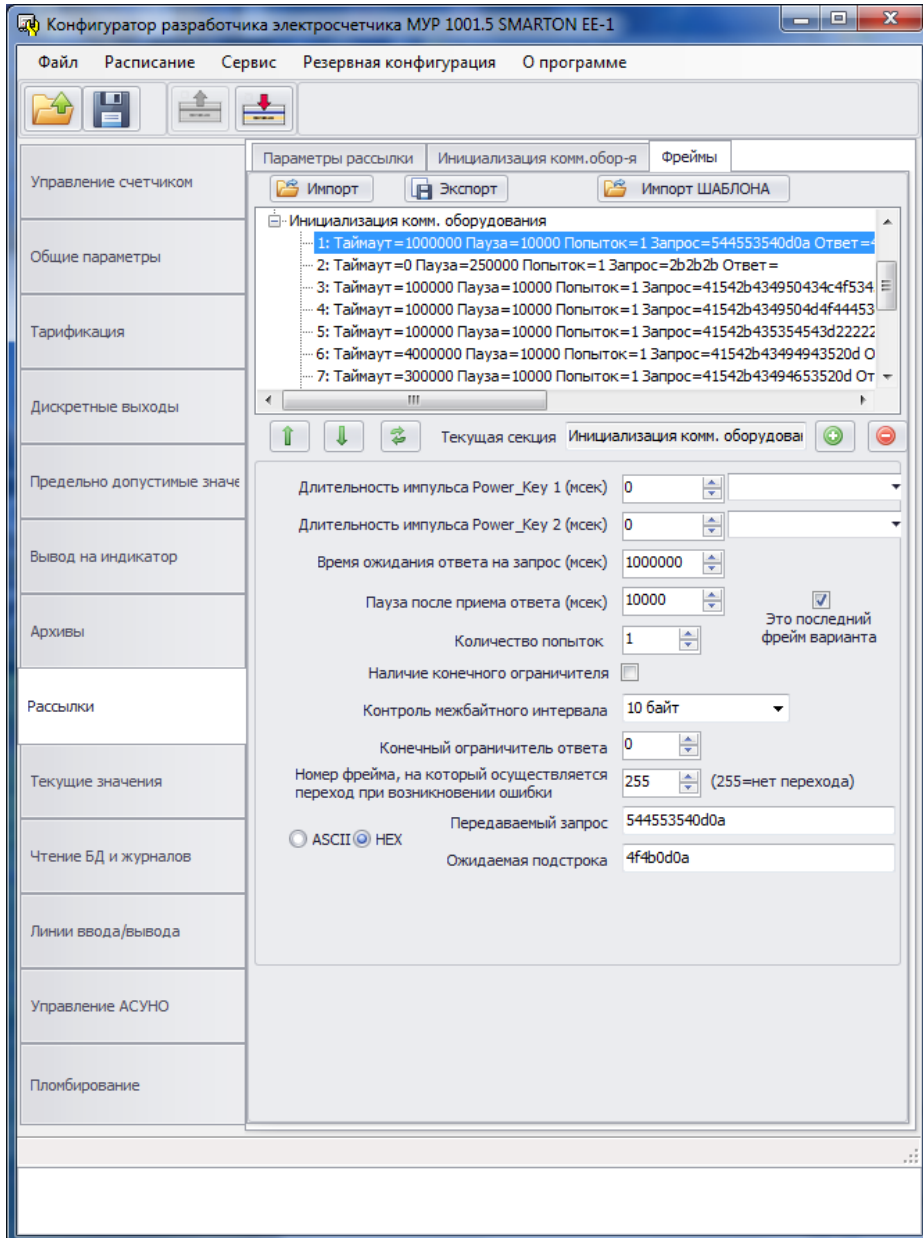 Конфигуратор разработчика электросчетчика МУР 1001.5 SMARTON EE-1
Файл Расписание Сервис Резервная конфигурация О программе
Управление счетчиком
Общие параметры
Тарификация
Дискретные выходы
Предельно допустимые значе
Вывод на индикатор
Архивы
Рассылки
Текущие значения
Чтение БД и журналов
Линии ввода/вывода
Управление АСУНО
Пломбирование
Параметры рассылки Инициализация комм.обор-я Фреймы
Импорт Экспорт Импорт ШАБЛОНА
Инициализация комм. оборудования
1: Таймаут=1000000 Пауза=10000 Попыток=1 Запрос=544553540d0a Ответ=4
2: Таймаут=0 Пауза=250000 Попыток=1 Запрос=2b2b2b Ответ=
3: Таймаут=100000 Пауза=10000 Попыток=1 Запрос=41542b434950434c4f534
4: Таймаут=100000 Пауза=10000 Попыток=1 Запрос=41542b4349504d4f44453
5: Таймаут=100000 Пауза=10000 Попыток=1 Запрос=41542b435354543d22222
6: Таймаут=4000000 Пауза=10000 Попыток=1 Запрос=41542b43494943520d О
7: Таймаут=300000 Пауза=10000 Попыток=1 Запрос=41542b43494653520d От
Текущая секция Инициализация комм. оборудовa
Длительность импульса Power_Key 1 (мсек) 0
Длительность импульса Power_Key 2 (мсек) 0
Время ожидания ответа на запрос (мсек) 1000000
Пауза после приема ответа (мсек) 10000
Это последний
фрейм варианта
Количество попыток 1
Наличие конечного ограничителя
Контроль межбайтного интервала 10 байт
Конечный ограничитель ответа 0
Номер фрейма, на который осуществляется
переход при возникновении ошибки 255 (255=нет перехода)
Передаваемый запрос 544553540d0a
ASCII HEX
Ожидаемая подстрока 4f4b0d0a